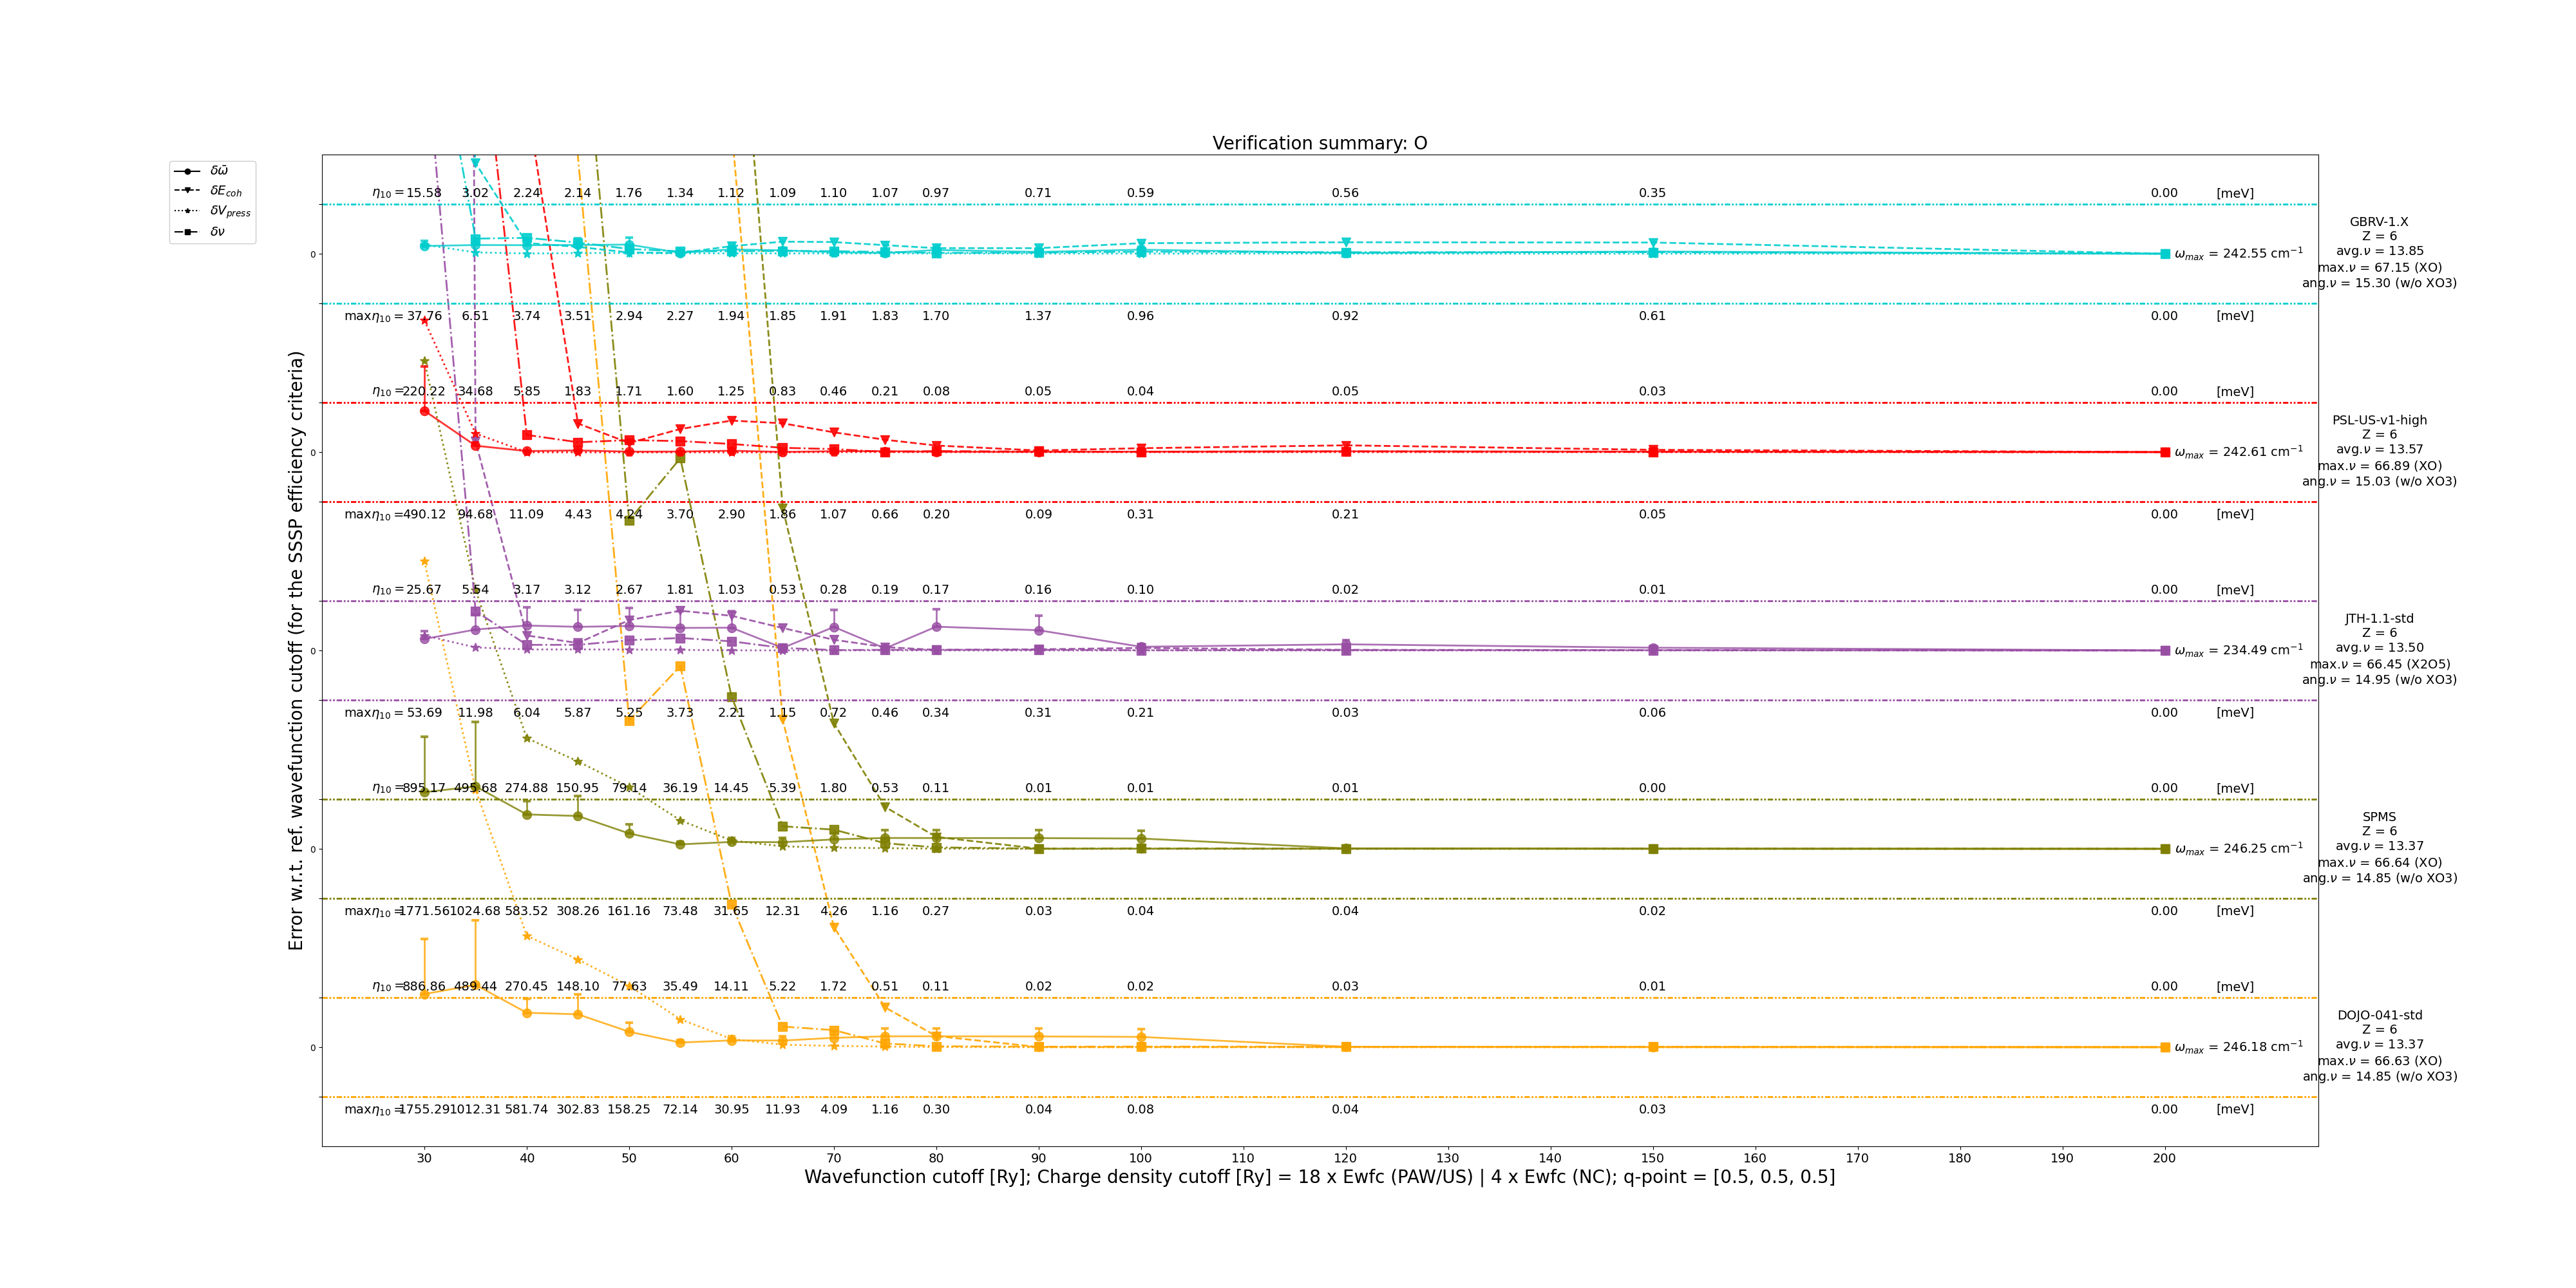 Verification summary: O
δω̄
δE_coh
δV_press
δν
Error w.r.t. ref. wavefunction cutoff (for the SSSP efficiency criteria)
η₁₀ = 15.58 3.02 2.24 2.14 1.76 1.34 1.12 1.09 1.10 1.07 0.97 0.71 0.59 0.56 0.35 0.00 [meV]
0
ω_max = 242.55 cm⁻¹
GBRV-1.X
Z = 6
avg.ν = 13.85
max.ν = 67.15 (XO)
ang.ν = 15.30 (w/o XO3)
maxη₁₀ = 37.76 6.51 3.74 3.51 2.94 2.27 1.94 1.85 1.91 1.83 1.70 1.37 0.96 0.92 0.61 0.00 [meV]
η₁₀ = 220.22 34.68 5.85 1.83 1.71 1.60 1.25 0.83 0.46 0.21 0.08 0.05 0.04 0.05 0.03 0.00 [meV]
0
ω_max = 242.61 cm⁻¹
PSL-US-v1-high
Z = 6
avg.ν = 13.57
max.ν = 66.89 (XO)
ang.ν = 15.03 (w/o XO3)
maxη₁₀ = 490.12 94.68 11.09 4.43 4.24 3.70 2.90 1.86 1.07 0.66 0.20 0.09 0.31 0.21 0.05 0.00 [meV]
η₁₀ = 25.67 5.54 3.17 3.12 2.67 1.81 1.03 0.53 0.28 0.19 0.17 0.16 0.10 0.02 0.01 0.00 [meV]
0
ω_max = 234.49 cm⁻¹
JTH-1.1-std
Z = 6
avg.ν = 13.50
max.ν = 66.45 (X2O5)
ang.ν = 14.95 (w/o XO3)
maxη₁₀ = 53.69 11.98 6.04 5.87 5.25 3.73 2.21 1.15 0.72 0.46 0.34 0.31 0.21 0.03 0.06 0.00 [meV]
η₁₀ = 895.17 495.68 274.88 150.95 79.14 36.19 14.45 5.39 1.80 0.53 0.11 0.01 0.01 0.01 0.00 0.00 [meV]
0
ω_max = 246.25 cm⁻¹
SPMS
Z = 6
avg.ν = 13.37
max.ν = 66.64 (XO)
ang.ν = 14.85 (w/o XO3)
maxη₁₀ = 1771.56 1024.68 583.52 308.26 161.16 73.48 31.65 12.31 4.26 1.16 0.27 0.03 0.04 0.04 0.02 0.00 [meV]
η₁₀ = 886.86 489.44 270.45 148.10 77.63 35.49 14.11 5.22 1.72 0.51 0.11 0.02 0.02 0.03 0.01 0.00 [meV]
0
ω_max = 246.18 cm⁻¹
DOJO-041-std
Z = 6
avg.ν = 13.37
max.ν = 66.63 (XO)
ang.ν = 14.85 (w/o XO3)
maxη₁₀ = 1755.29 1012.31 581.74 302.83 158.25 72.14 30.95 11.93 4.09 1.16 0.30 0.04 0.08 0.04 0.03 0.00 [meV]
30 40 50 60 70 80 90 100 110 120 130 140 150 160 170 180 190 200
Wavefunction cutoff [Ry]; Charge density cutoff [Ry] = 18 x Ewfc (PAW/US) | 4 x Ewfc (NC); q-point = [0.5, 0.5, 0.5]